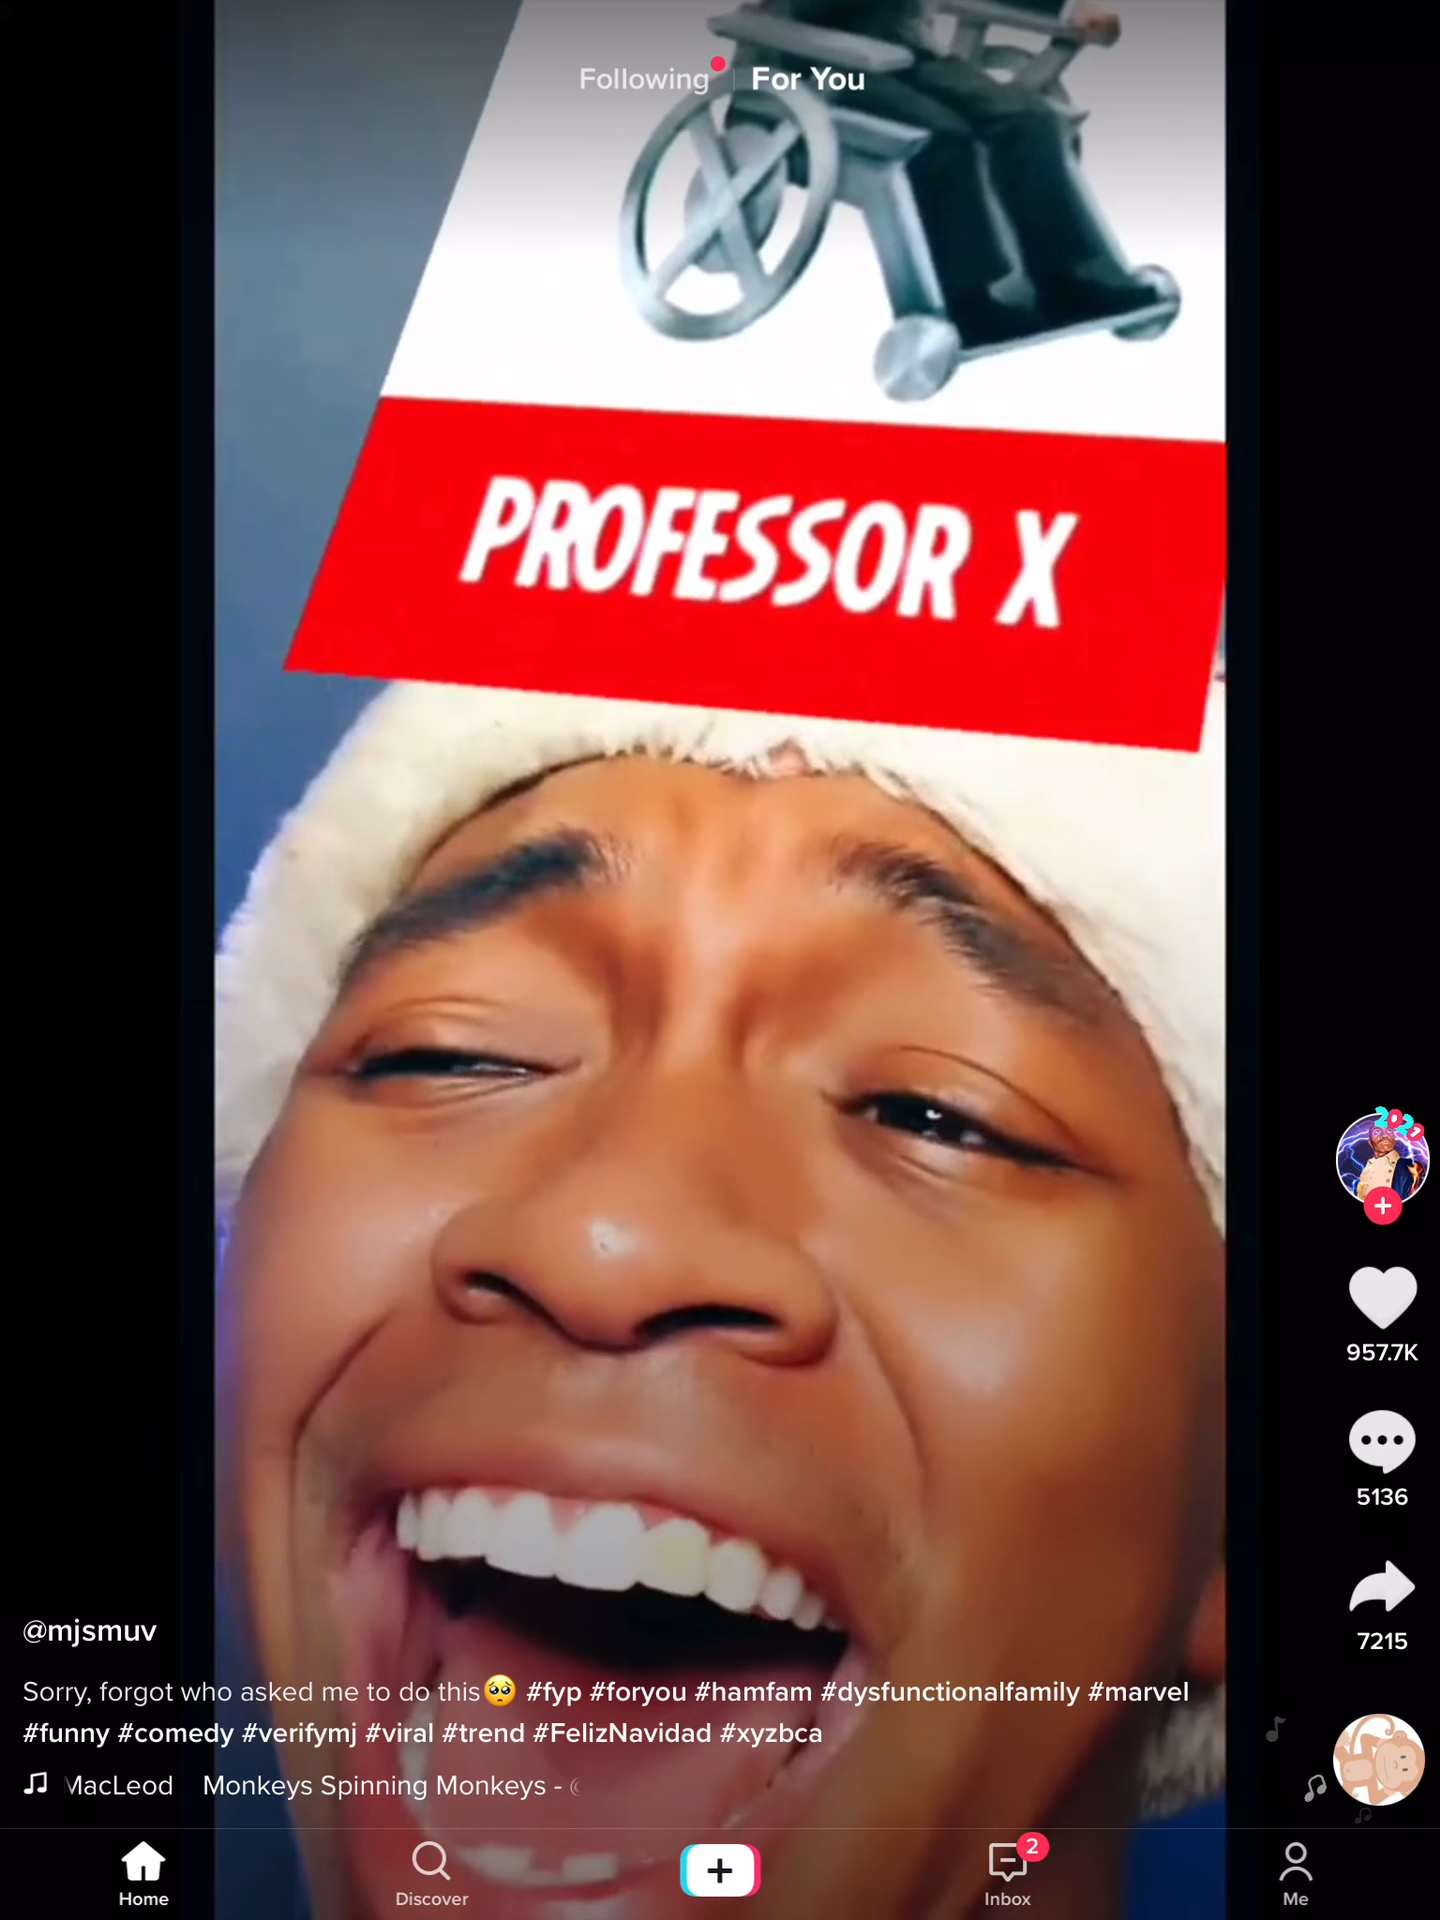 Following For You
PROFESSOR X
2021
957.7K
5136
7215
@mjsmuv
Sorry, forgot who asked me to do this🥺 #fyp #foryou #hamfam #dysfunctionalfamily #marvel
#funny #comedy #verifymj #viral #trend #FelizNavidad #xyzbca
MacLeod Monkeys Spinning Monkeys -
2
Home Discover Inbox Me